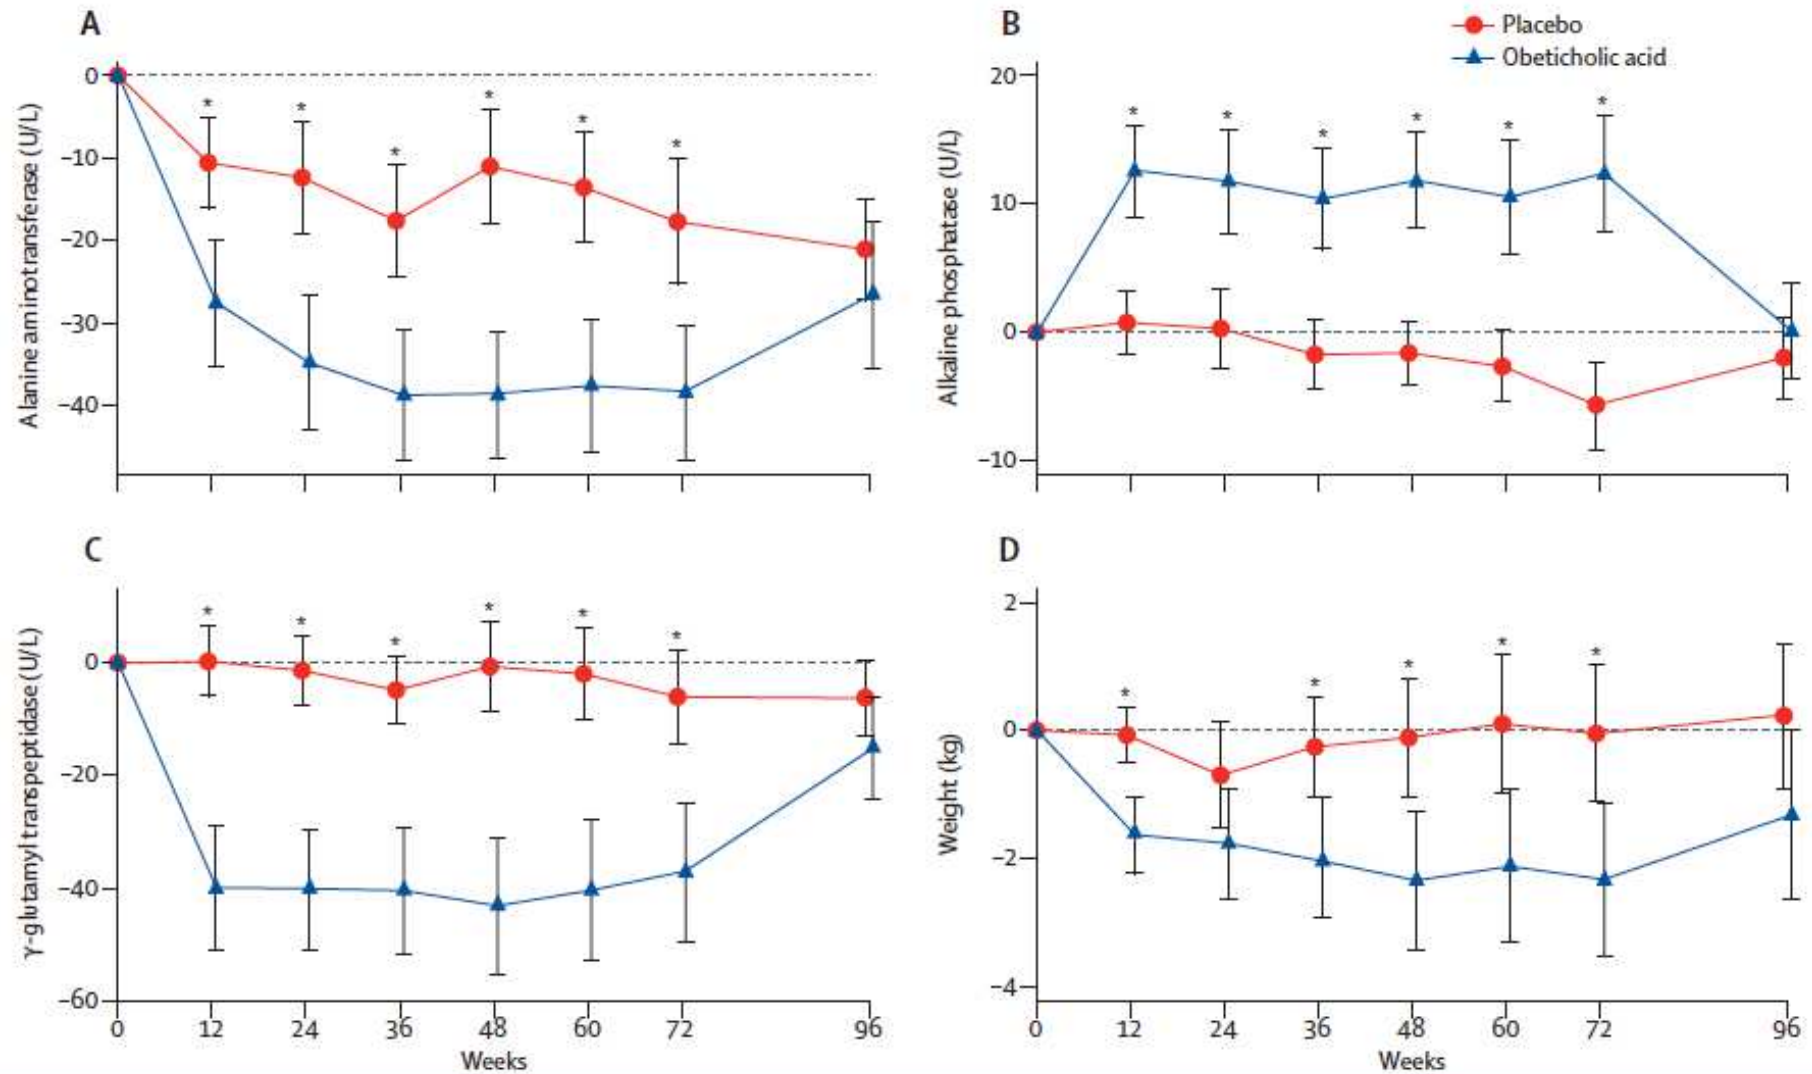 A
Alanine aminotransferase (U/L)
0
−10
−20
−30
−40
* * * * * *
B
Placebo
Obeticholic acid
Alkaline phosphatase (U/L)
20
10
0
−10
* * * * * *
C
γ-glutamyl transpeptidase (U/L)
0
−20
−40
−60
* * * * * *
0 12 24 36 48 60 72 96
Weeks
D
Weight (kg)
2
0
−2
−4
* * * * *
0 12 24 36 48 60 72 96
Weeks